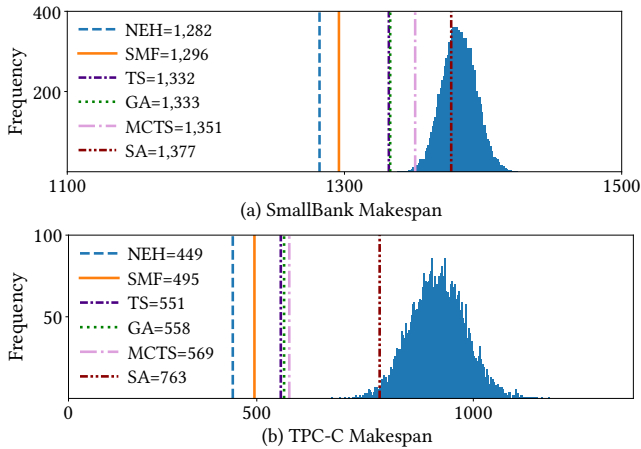 400
200
Frequency
NEH=1,282
SMF=1,296
TS=1,332
GA=1,333
MCTS=1,351
SA=1,377
1100 1300 1500
(a) SmallBank Makespan
100
50
Frequency
NEH=449
SMF=495
TS=551
GA=558
MCTS=569
SA=763
0 500 1000
(b) TPC-C Makespan